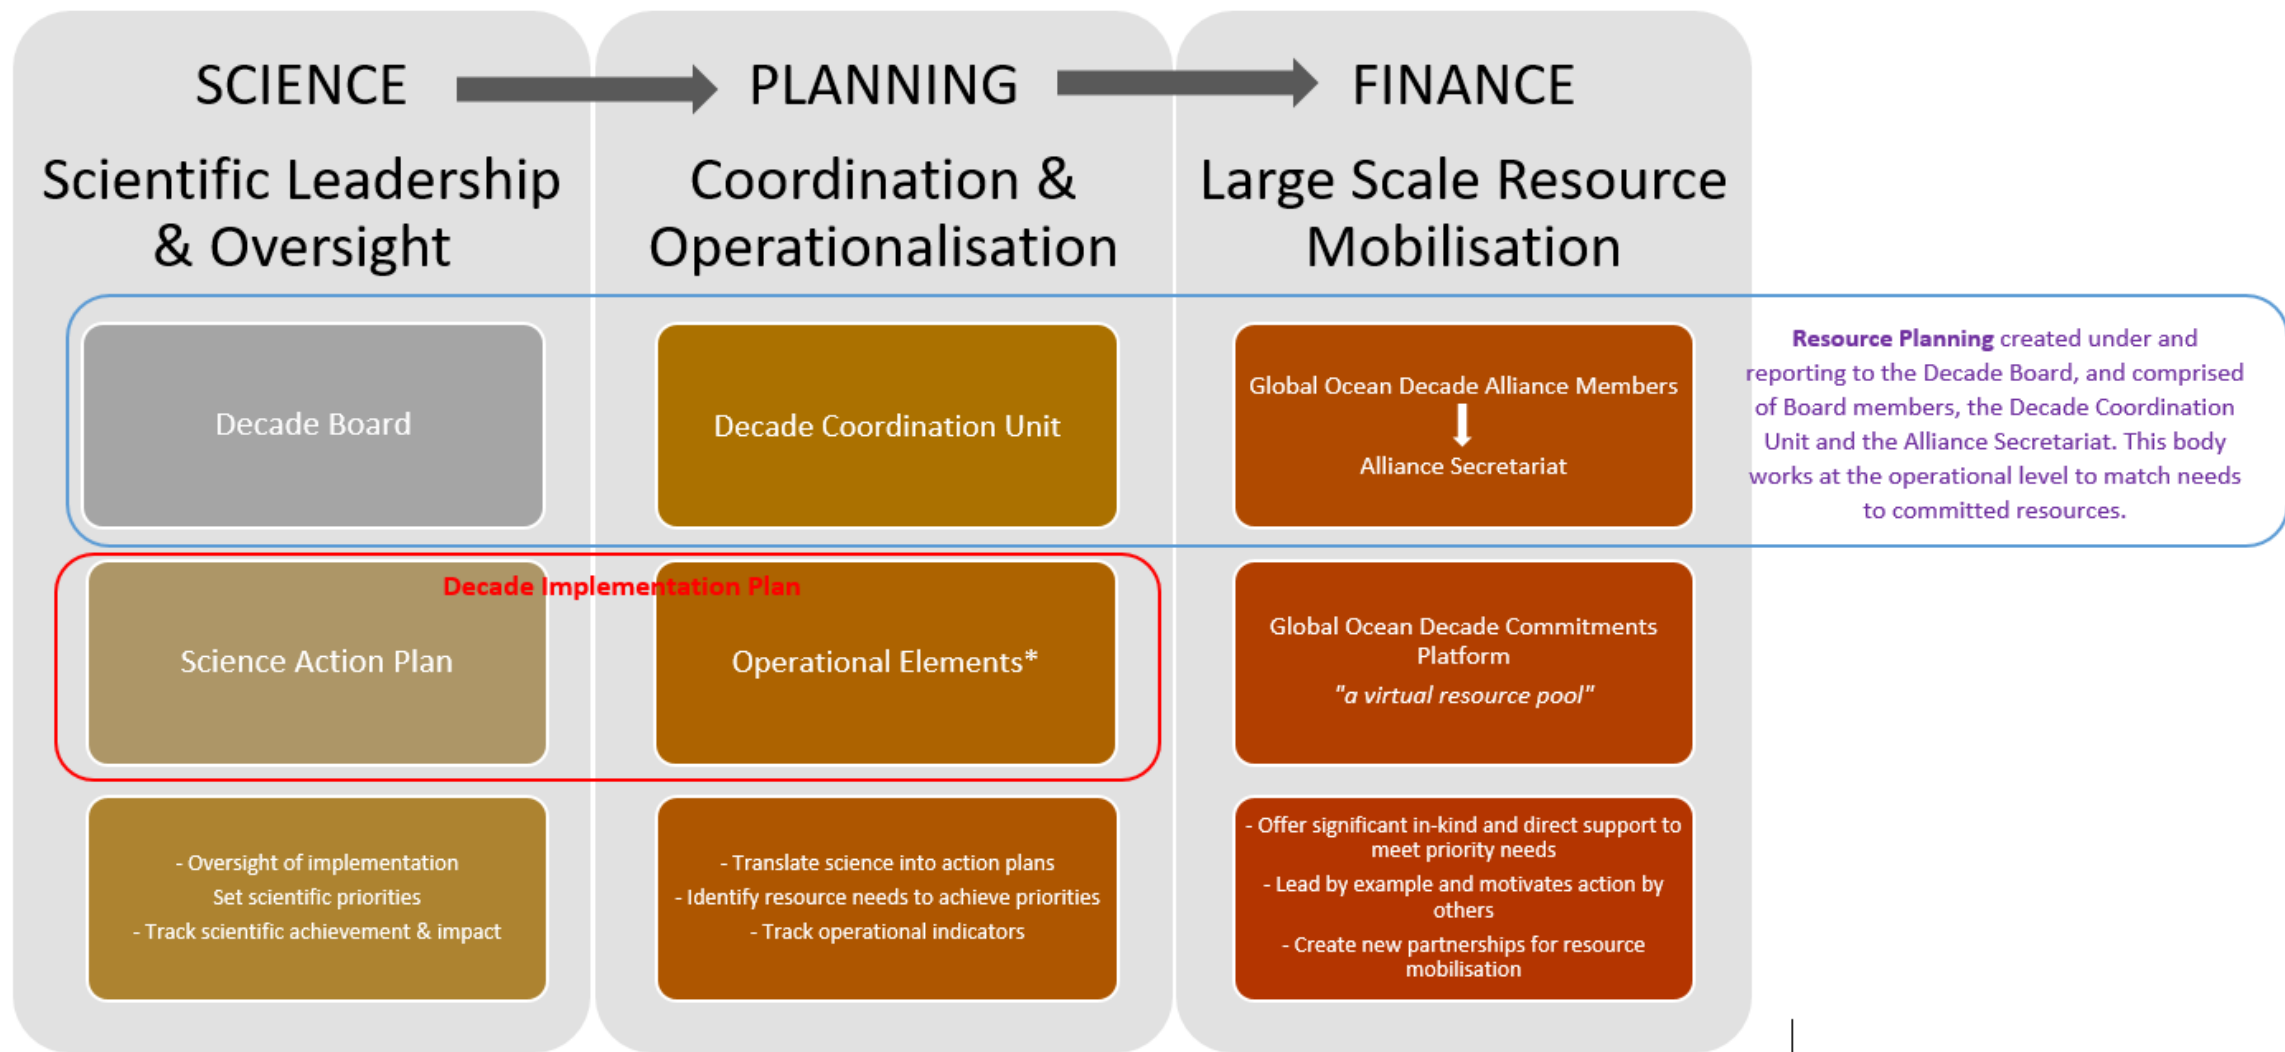 SCIENCE
Scientific Leadership
& Oversight
PLANNING
Coordination &
Operationalisation
FINANCE
Large Scale Resource
Mobilisation
Decade Board
Decade Coordination Unit
Global Ocean Decade Alliance Members
Alliance Secretariat
Resource Planning created under and
reporting to the Decade Board, and comprised
of Board members, the Decade Coordination
Unit and the Alliance Secretariat. This body
works at the operational level to match needs
to committed resources.
Decade Implementation Plan
Science Action Plan
Operational Elements*
Global Ocean Decade Commitments
Platform
"a virtual resource pool"
- Oversight of implementation
Set scientific priorities
- Track scientific achievement & impact
- Translate science into action plans
- Identify resource needs to achieve priorities
- Track operational indicators
- Offer significant in-kind and direct support to
meet priority needs
- Lead by example and motivates action by
others
- Create new partnerships for resource
mobilisation